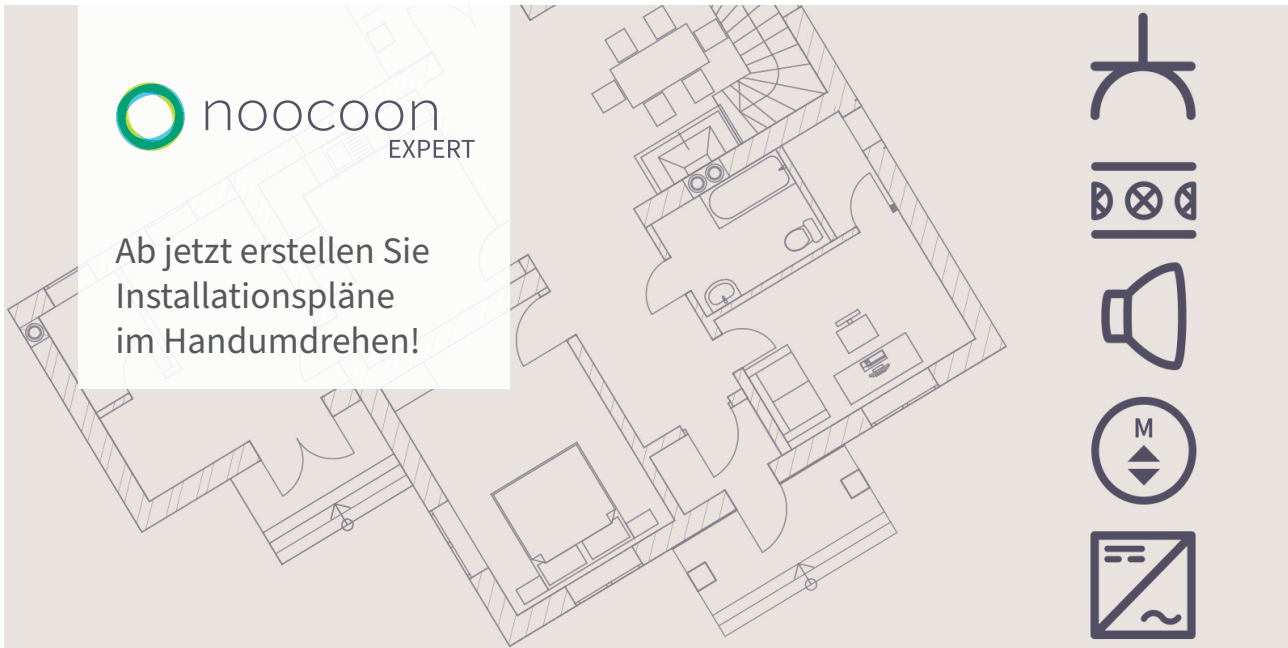 noocoon
EXPERT
Ab jetzt erstellen Sie
Installationspläne
im Handumdrehen!
M